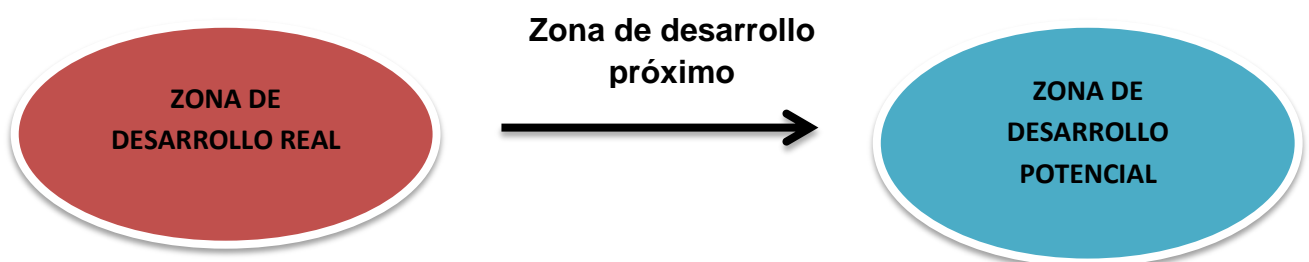 Zona de desarrollo
próximo
ZONA DE
DESARROLLO REAL
ZONA DE
DESARROLLO
POTENCIAL